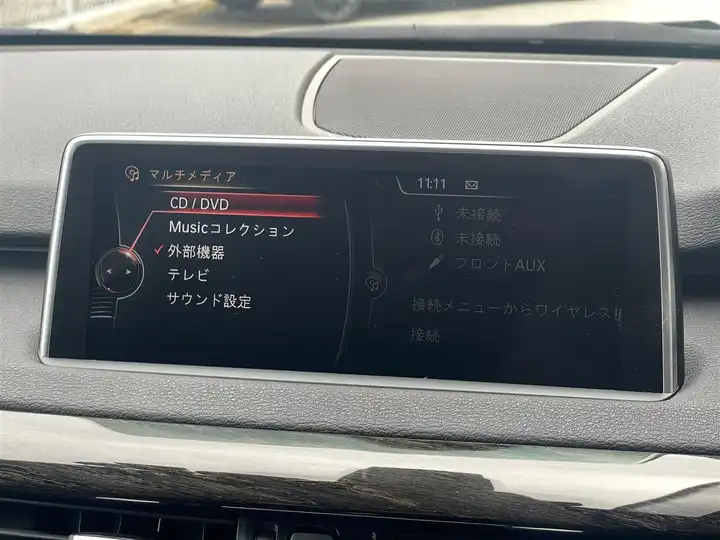 マルチメディア
CD / DVD
Musicコレクション
✓ 外部機器
テレビ
サウンド設定
11:11
未接続
未接続
フロントAUX
接続メニューからワイヤレス
接続